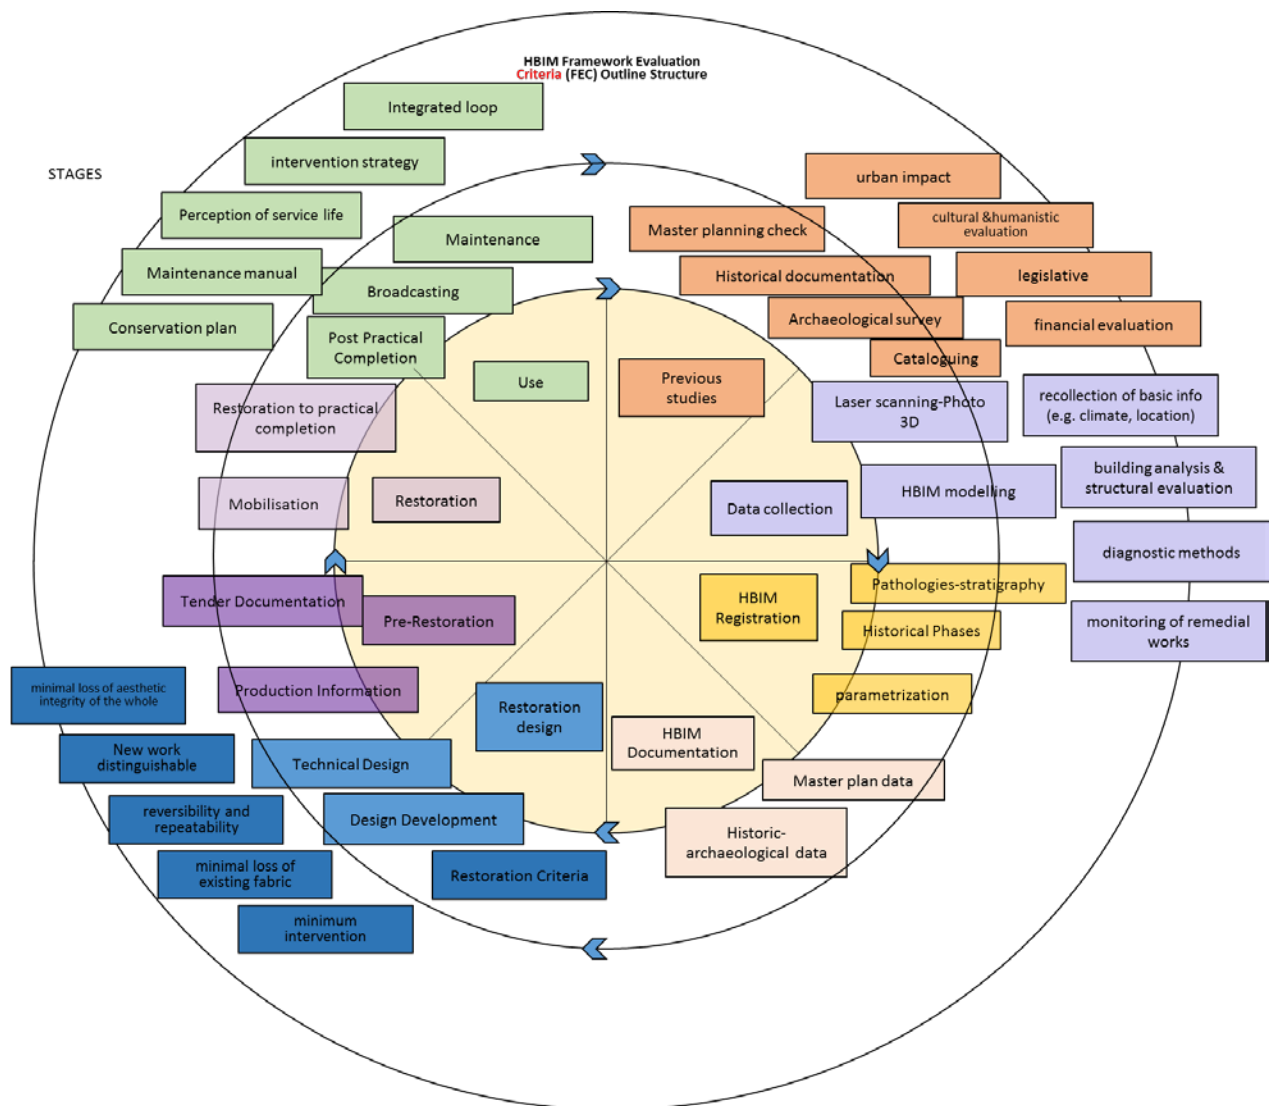 HBIM Framework Evaluation
Criteria (FEC) Outline Structure
STAGES
Integrated loop
intervention strategy
Perception of service life
Maintenance manual
Conservation plan
Maintenance
Broadcasting
Post Practical
Completion
Use
urban impact
cultural &humanistic
evaluation
legislative
financial evaluation
Master planning check
Historical documentation
Archaeological survey
Cataloguing
Previous
studies
recollection of basic info
(e.g. climate, location)
building analysis &
structural evaluation
diagnostic methods
monitoring of remedial
works
Laser scanning-Photo
3D
HBIM modelling
Data collection
Pathologies-stratigraphy
Historical Phases
parametrization
HBIM
Registration
Master plan data
Historic-
archaeological data
HBIM
Documentation
Restoration
design
Technical Design
Design Development
Restoration Criteria
minimal loss of aesthetic
integrity of the whole
New work
distinguishable
reversibility and
repeatability
minimal loss of
existing fabric
minimum
intervention
Pre-Restoration
Tender Documentation
Production Information
Restoration
Restoration to practical
completion
Mobilisation